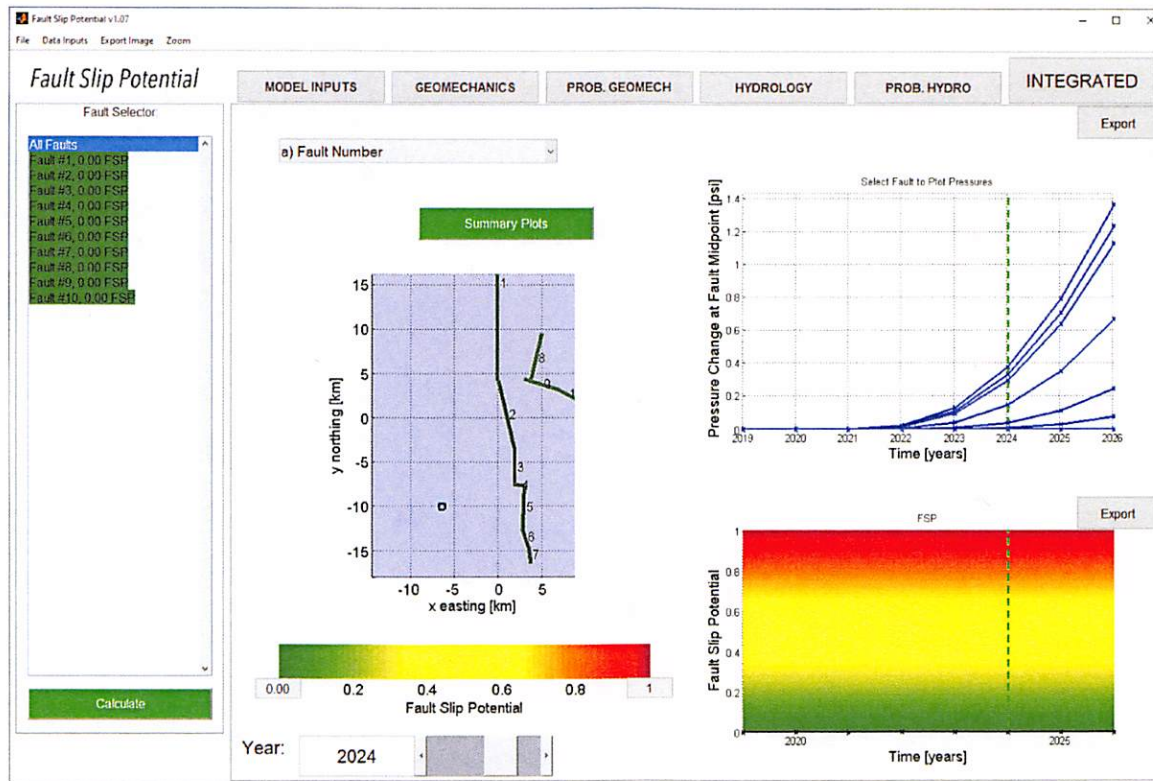 Fault Slip Potential v1.07
File Data Inputs Export Image Zoom
Fault Slip Potential
MODEL INPUTS GEOMECHANICS PROB. GEOMECH HYDROLOGY PROB. HYDRO INTEGRATED
Fault Selector
All Faults
Fault #1, 0.00 FSP
Fault #2, 0.00 FSP
Fault #3, 0.00 FSP
Fault #4, 0.00 FSP
Fault #5, 0.00 FSP
Fault #6, 0.00 FSP
Fault #7, 0.00 FSP
Fault #8, 0.00 FSP
Fault #9, 0.00 FSP
Fault #10, 0.00 FSP
Calculate
a) Fault Number
Summary Plots
15
10
5
0
-5
-10
-15
y northing [km]
1
2
3
4
5
6
7
8
9
1
-10 -5 0 5
x easting [km]
0.00 0.2 0.4 0.6 0.8 1
Fault Slip Potential
Year: 2024
Export
Select Fault to Plot Pressures
Pressure Change at Fault Midpoint [psi]
1.4
1.2
1
0.8
0.6
0.4
0.2
0
2019 2020 2021 2022 2023 2024 2025 2026
Time [years]
Export
FSP
Fault Slip Potential
1
0.8
0.6
0.4
0.2
0
2020 2025
Time [years]